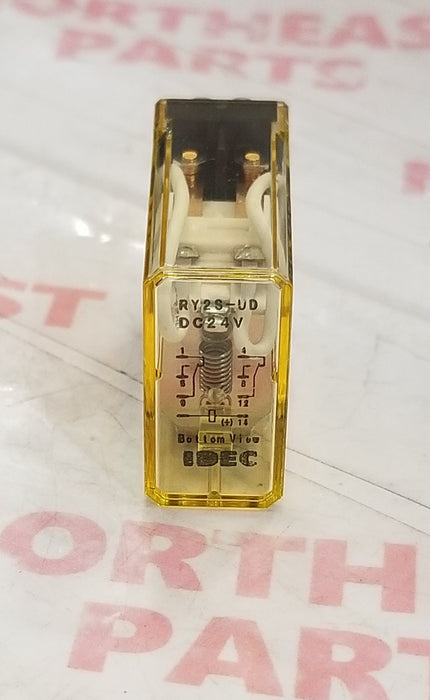 ORTHEAS
PARTS
ST
RY2S-UD
DC24V
1 4
5 8
9 12
(+) 14
Bottom View
IDEC
ORTH
PART